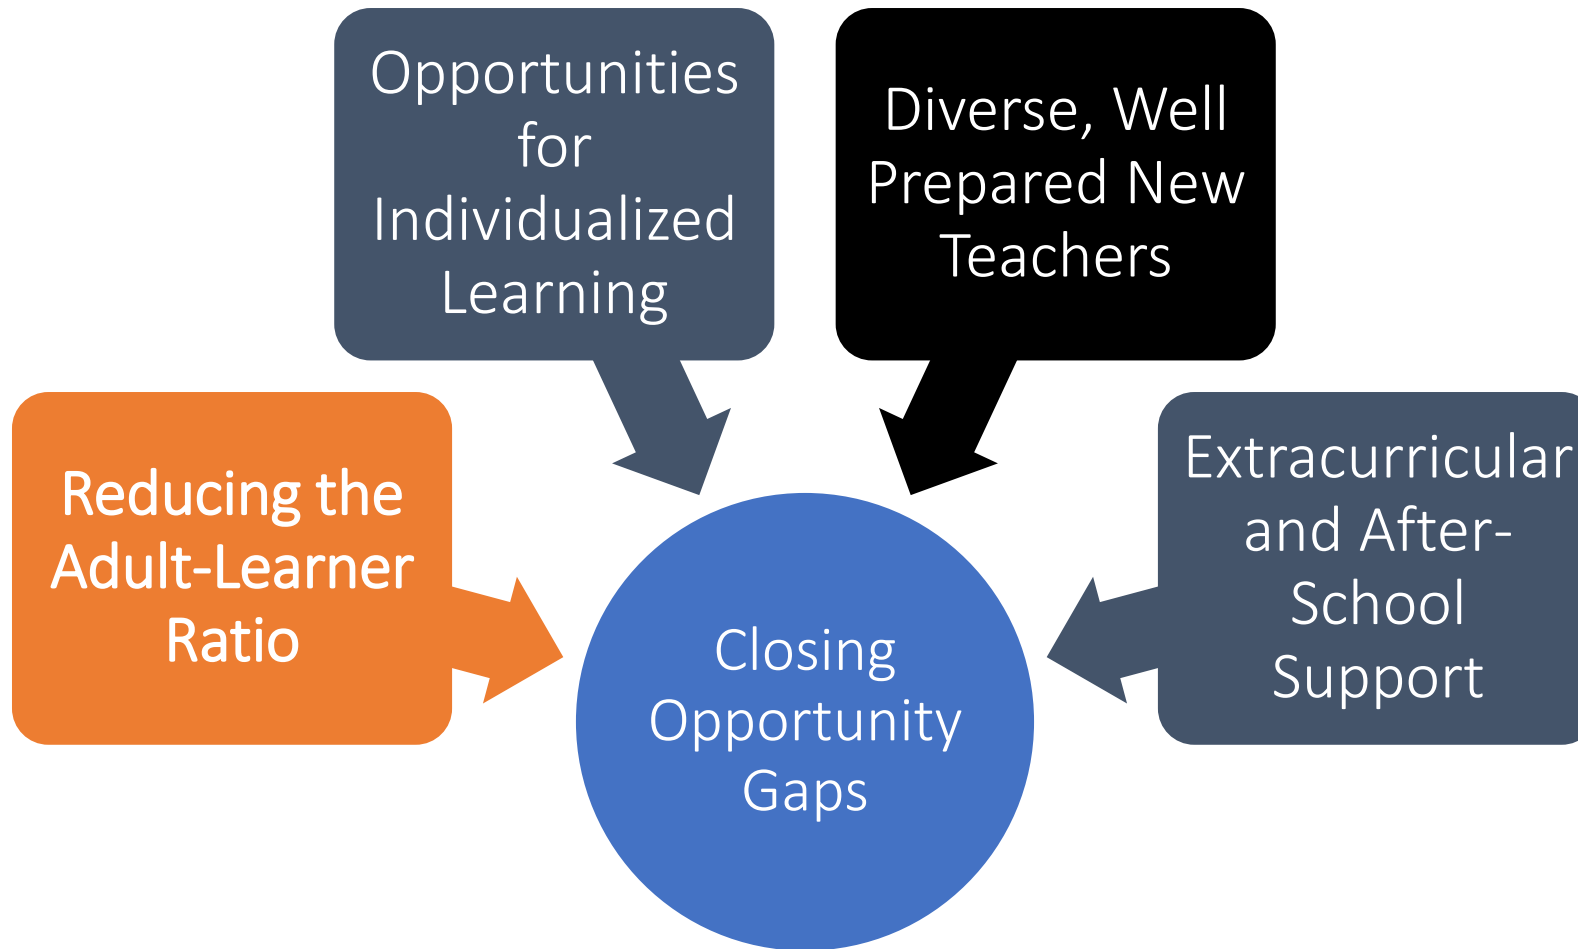 Opportunities
for
Individualized
Learning
Diverse, Well
Prepared New
Teachers
Reducing the
Adult-Learner
Ratio
Extracurricular
and After-
School
Support
Closing
Opportunity
Gaps